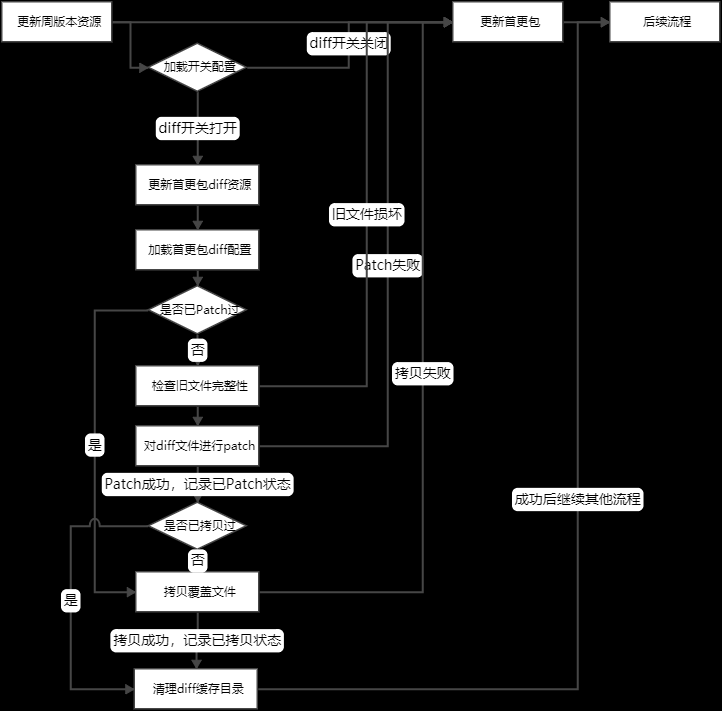 更新周版本资源
更新首更包
后续流程
diff开关关闭
加载开关配置
diff开关打开
更新首更包diff资源
旧文件损坏
加载首更包diff配置
Patch失败
是否已Patch过
否
拷贝失败
检查旧文件完整性
是
对diff文件进行patch
Patch成功，记录已Patch状态
成功后继续其他流程
是否已拷贝过
否
拷贝覆盖文件
是
拷贝成功，记录已拷贝状态
清理diff缓存目录